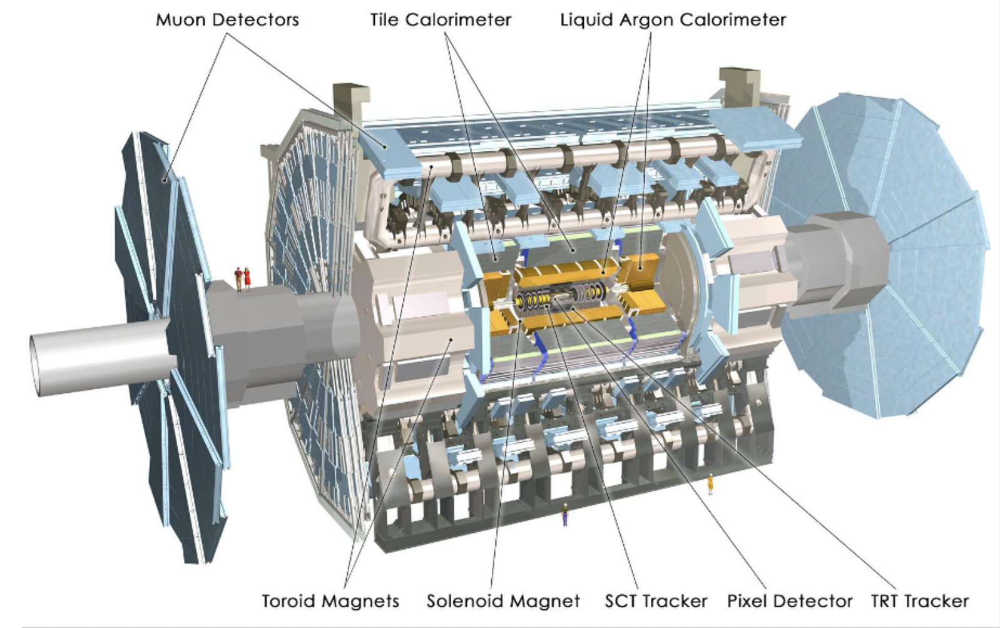 Muon Detectors
Tile Calorimeter
Liquid Argon Calorimeter
Toroid Magnets
Solenoid Magnet
SCT Tracker
Pixel Detector
TRT Tracker